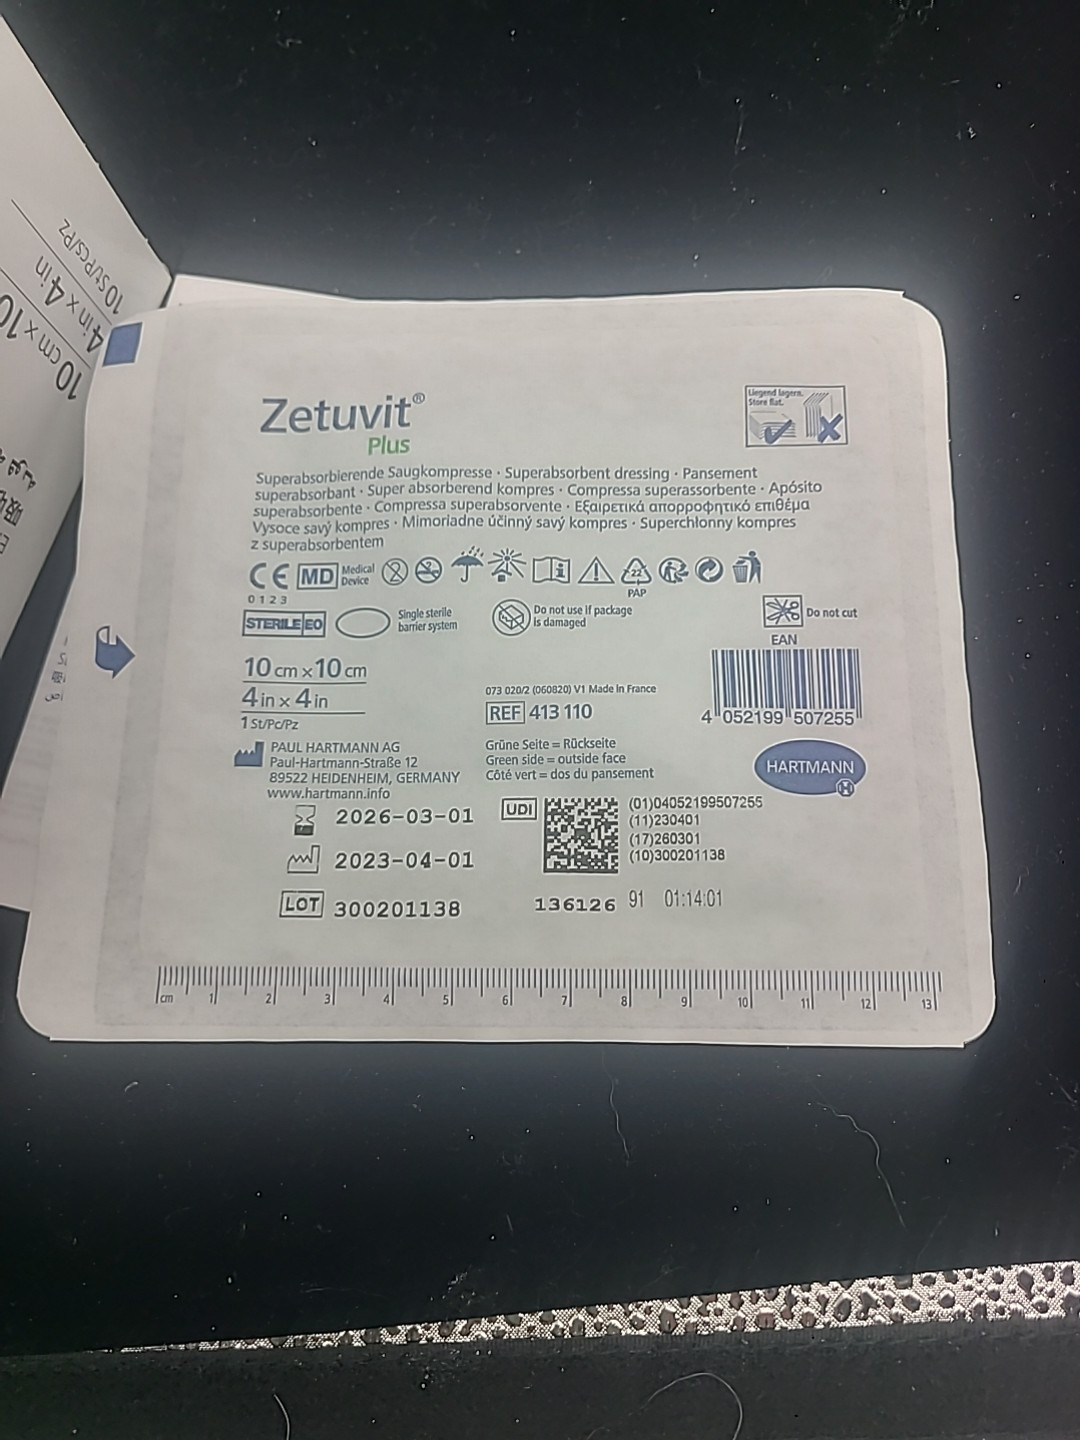 10 St/Pcs/Pz
4 in x 4 in
10 cm x 10
Zetuvit®
Plus
Liegend lagern.
Store flat.
Superabsorbierende Saugkompresse · Superabsorbent dressing · Pansement
superabsorbant · Super absorberend kompres · Compressa superassorbente · Apósito
superabsorbente · Compressa superabsorvente · Εξαιρετικά απορροφητικό επιθέμα
Vysoce savý kompres · Mimoriadne účinný savý kompres · Superchłonny kompres
z superabsorbentem
CE MD Medical Device
0123
22
PAP
STERILE EO
Single sterile
barrier system
Do not use if package
is damaged
Do not cut
EAN
10 cm x 10 cm
4 in x 4 in
1 St/Pc/Pz
073 020/2 (060820) V1 Made in France
REF 413 110
4 052199 507255
PAUL HARTMANN AG
Paul-Hartmann-Straße 12
89522 HEIDENHEIM, GERMANY
www.hartmann.info
Grüne Seite = Rückseite
Green side = outside face
Côté vert = dos du pansement
HARTMANN
2026-03-01
2023-04-01
LOT 300201138
UDI
(01)04052199507255
(11)230401
(17)260301
(10)300201138
136126 91 01:14:01
cm 1 2 3 4 5 6 7 8 9 10 11 12 13